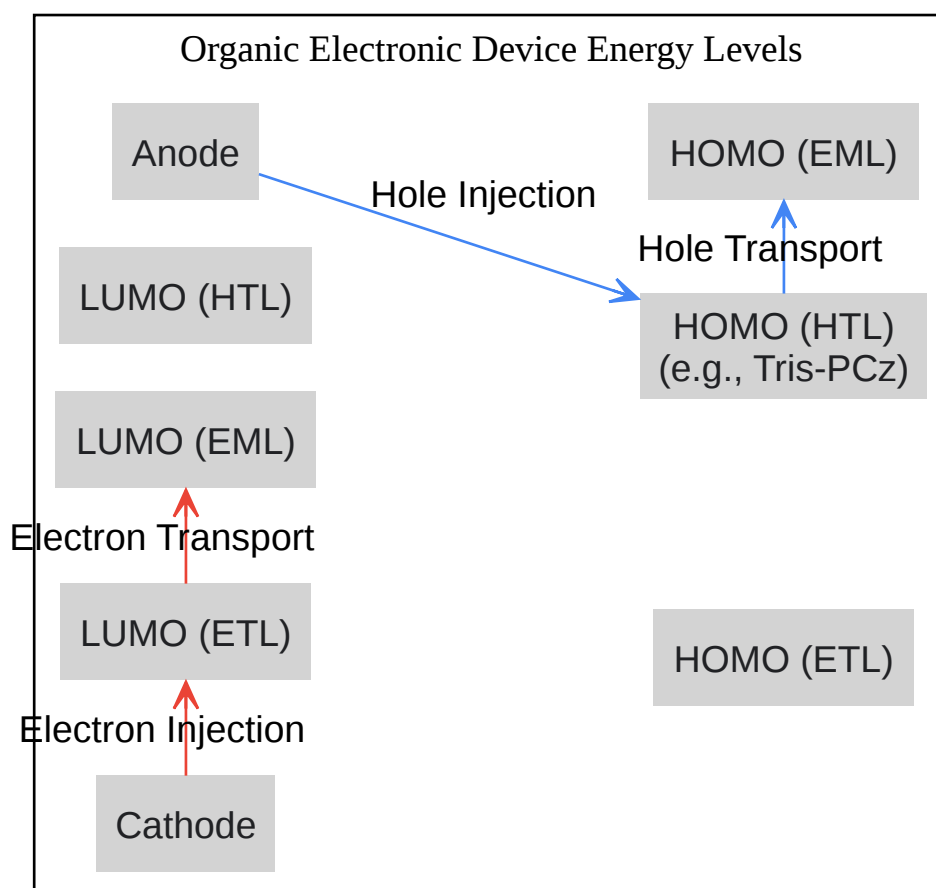 Organic Electronic Device Energy Levels
Anode
HOMO (EML)
Hole Injection
Hole Transport
LUMO (HTL)
HOMO (HTL)
(e.g., Tris-PCz)
LUMO (EML)
Electron Transport
LUMO (ETL)
HOMO (ETL)
Electron Injection
Cathode